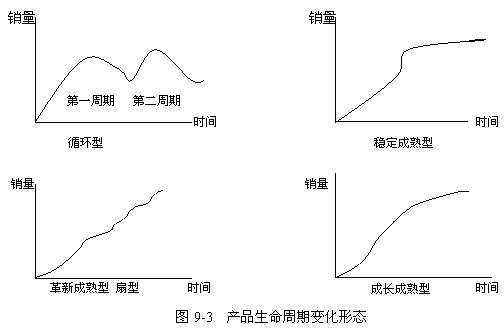 销量
第一周期 第二周期
时间
循环型
销量
时间
稳定成熟型
销量
时间
革新成熟型 扇型
销量
时间
成长成熟型
图 9-3 产品生命周期变化形态